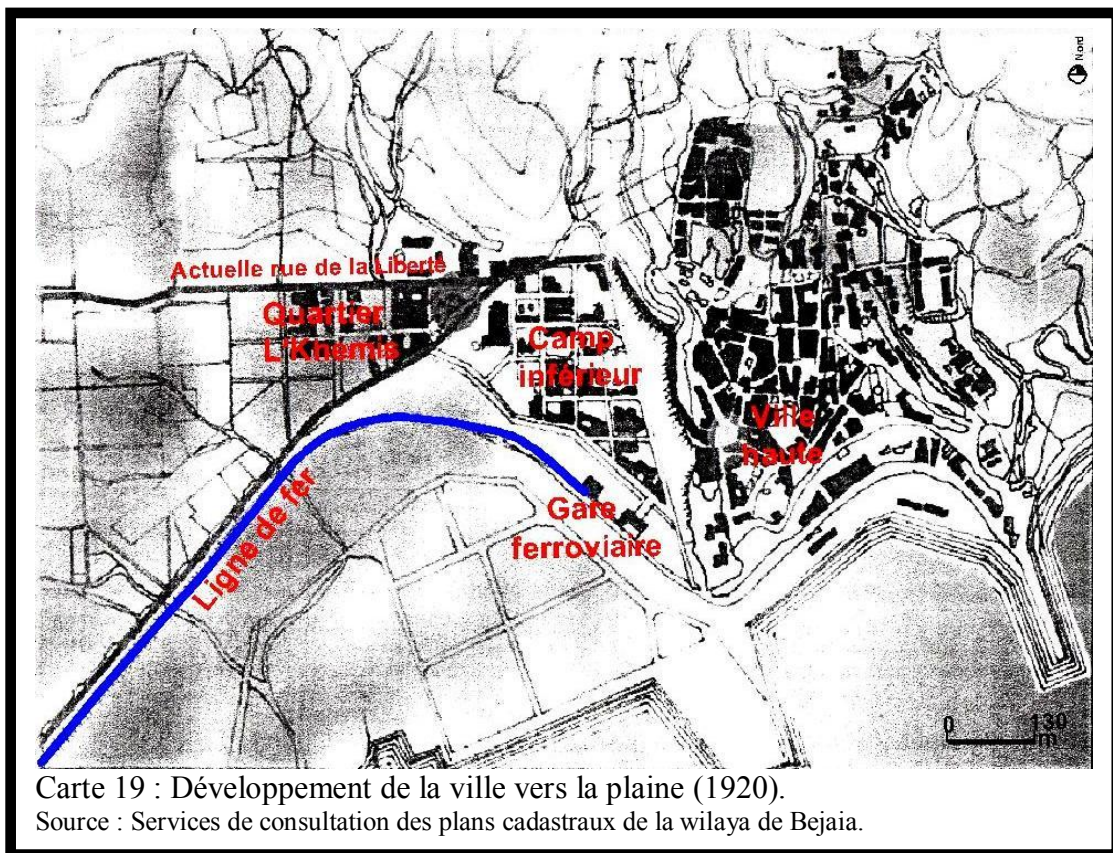 Nord
Actuelle rue de la Liberté
Quartier
L'Khemis
Camp
inférieur
Ville
haute
Ligne de fer
Gare
ferroviaire
0 130
m
Carte 19 : Développement de la ville vers la plaine (1920).
Source : Services de consultation des plans cadastraux de la wilaya de Bejaia.